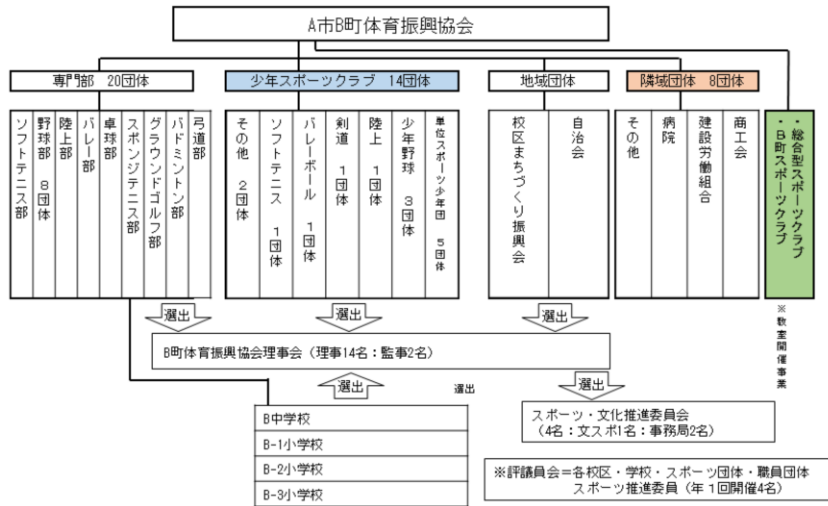 A市B町体育振興協会
専門部 20団体
少年スポーツクラブ 14団体
地域団体
隣域団体 8団体
ソフトテニス部
野球部 8団体
陸上部
バレー部
卓球部
スポンジテニス部
グラウンドゴルフ部
バドミントン部
弓道部
その他 2団体
ソフトテニス 1団体
バレーボール 1団体
剣道 1団体
陸上 1団体
少年野球 3団体
単位スポーツ少年団 5団体
校区まちづくり振興会
自治会
その他
病院
建設労働組合
商工会
・総合型スポーツクラブ
・B町スポーツクラブ
※教室開催事業
選出
選出
選出
B町体育振興協会理事会（理事14名：監事2名）
選出
選出
選出
B中学校
B-1小学校
B-2小学校
B-3小学校
スポーツ・文化推進委員会
（4名：文スポ1名：事務局2名）
※評議員会＝各校区・学校・スポーツ団体・職員団体
スポーツ推進委員（年１回開催4名）